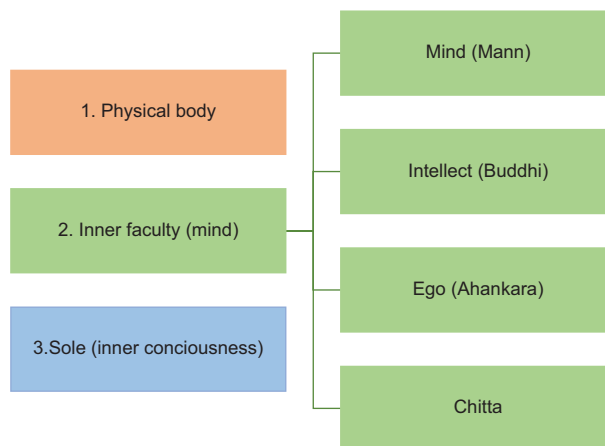 1. Physical body
2. Inner faculty (mind)
3.Sole (inner conciousness)
Mind (Mann)
Intellect (Buddhi)
Ego (Ahankara)
Chitta